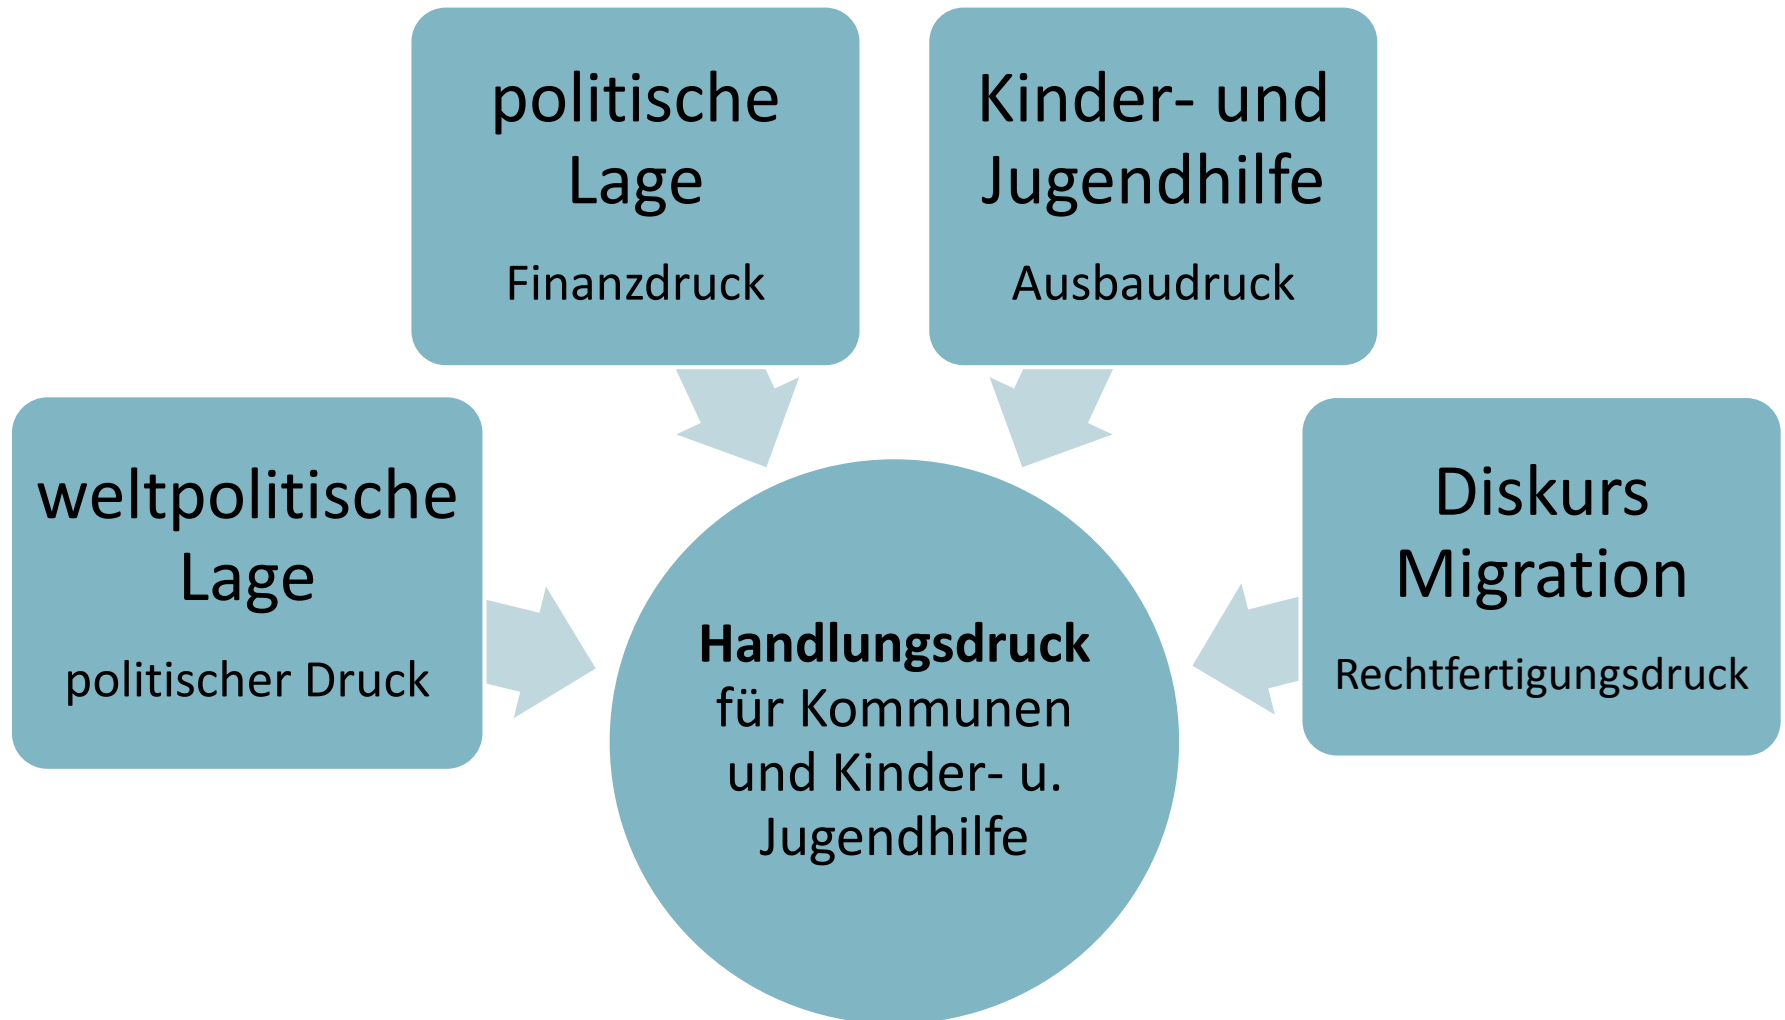 politische
Lage
Finanzdruck
Kinder- und
Jugendhilfe
Ausbaudruck
weltpolitische
Lage
politischer Druck
Diskurs
Migration
Rechtfertigungsdruck
Handlungsdruck
für Kommunen
und Kinder- u.
Jugendhilfe